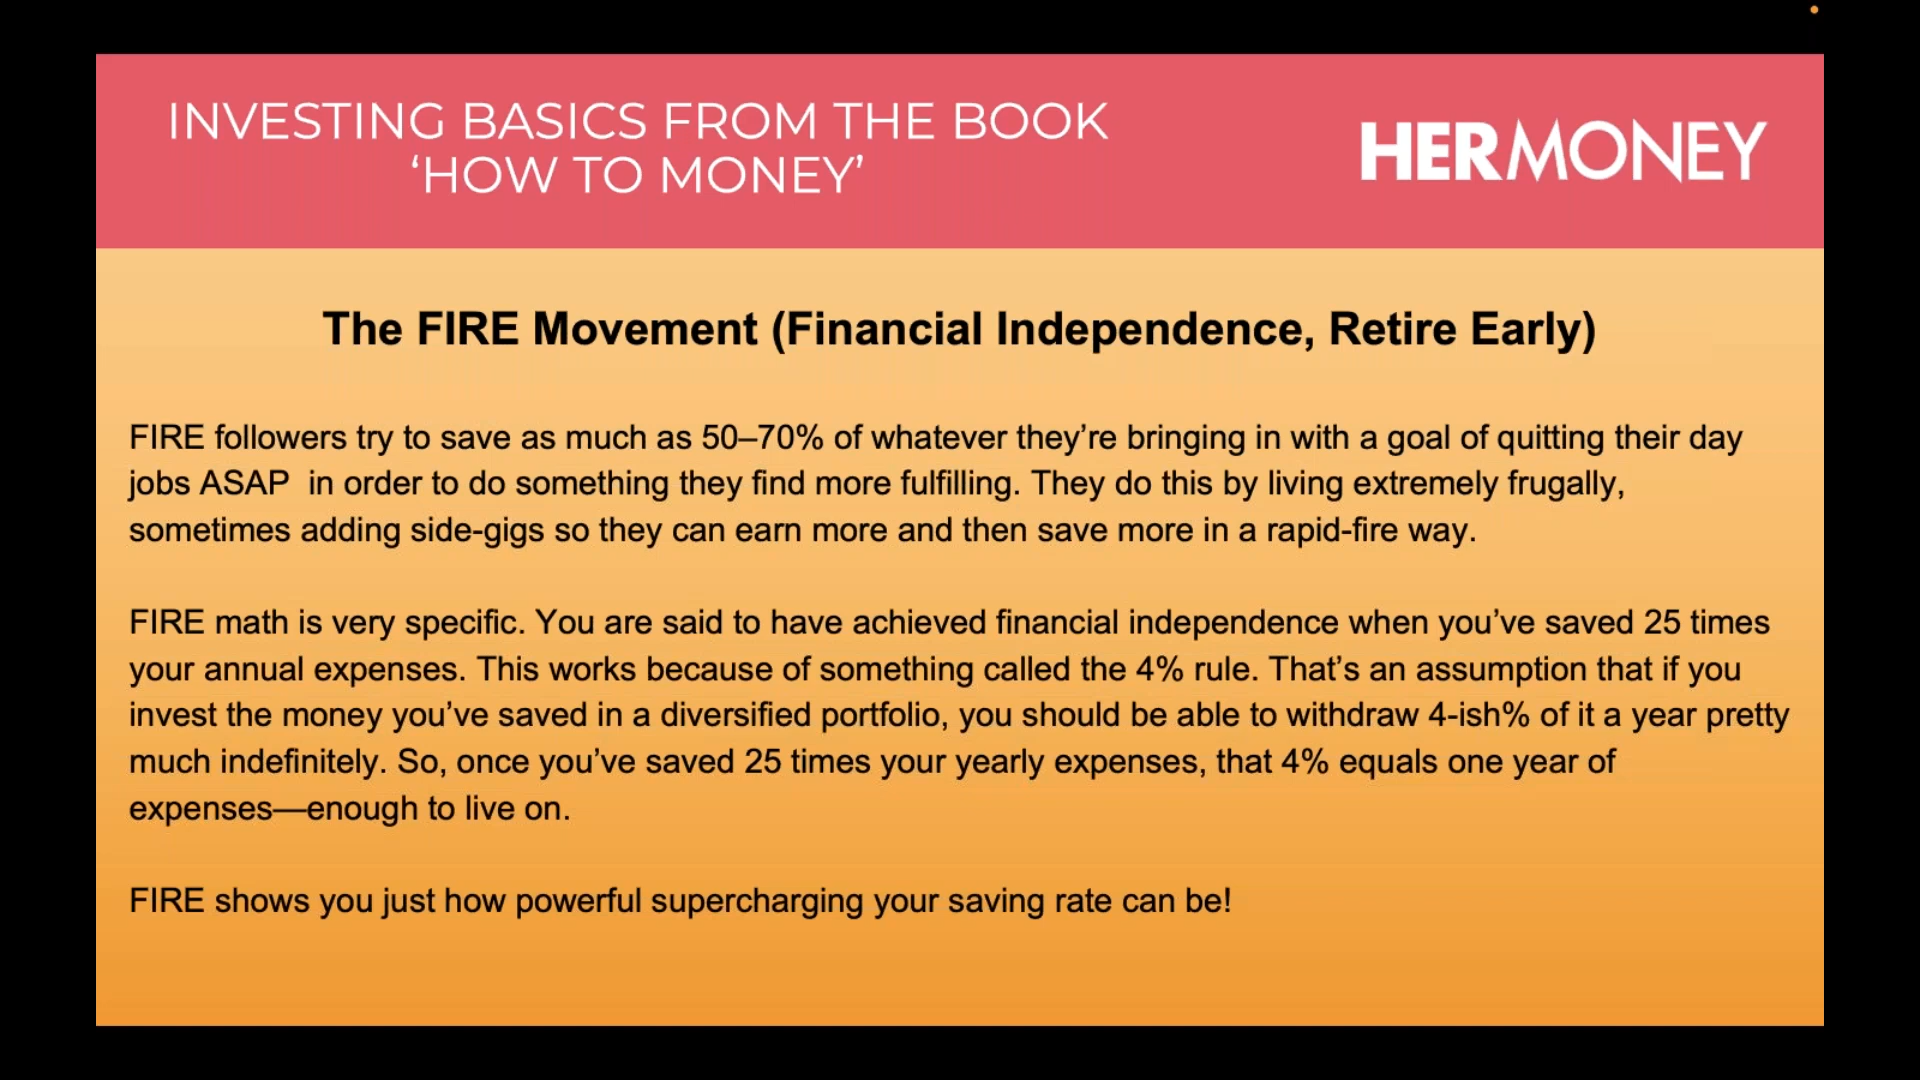 INVESTING BASICS FROM THE BOOK
‘HOW TO MONEY’
HERMONEY
The FIRE Movement (Financial Independence, Retire Early)
FIRE followers try to save as much as 50–70% of whatever they’re bringing in with a goal of quitting their day
jobs ASAP  in order to do something they find more fulfilling. They do this by living extremely frugally,
sometimes adding side-gigs so they can earn more and then save more in a rapid-fire way.
FIRE math is very specific. You are said to have achieved financial independence when you’ve saved 25 times
your annual expenses. This works because of something called the 4% rule. That’s an assumption that if you
invest the money you’ve saved in a diversified portfolio, you should be able to withdraw 4-ish% of it a year pretty
much indefinitely. So, once you’ve saved 25 times your yearly expenses, that 4% equals one year of
expenses—enough to live on.
FIRE shows you just how powerful supercharging your saving rate can be!